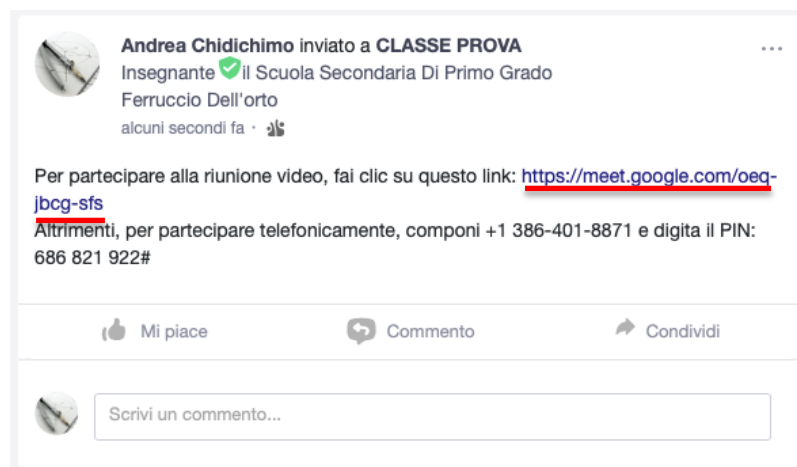 Andrea Chidichimo inviato a CLASSE PROVA
Insegnante il Scuola Secondaria Di Primo Grado
Ferruccio Dell'orto
alcuni secondi fa ·
Per partecipare alla riunione video, fai clic su questo link: https://meet.google.com/oeq-
jbcg-sfs
Altrimenti, per partecipare telefonicamente, componi +1 386-401-8871 e digita il PIN:
686 821 922#
Mi piace Commento Condividi
Scrivi un commento...